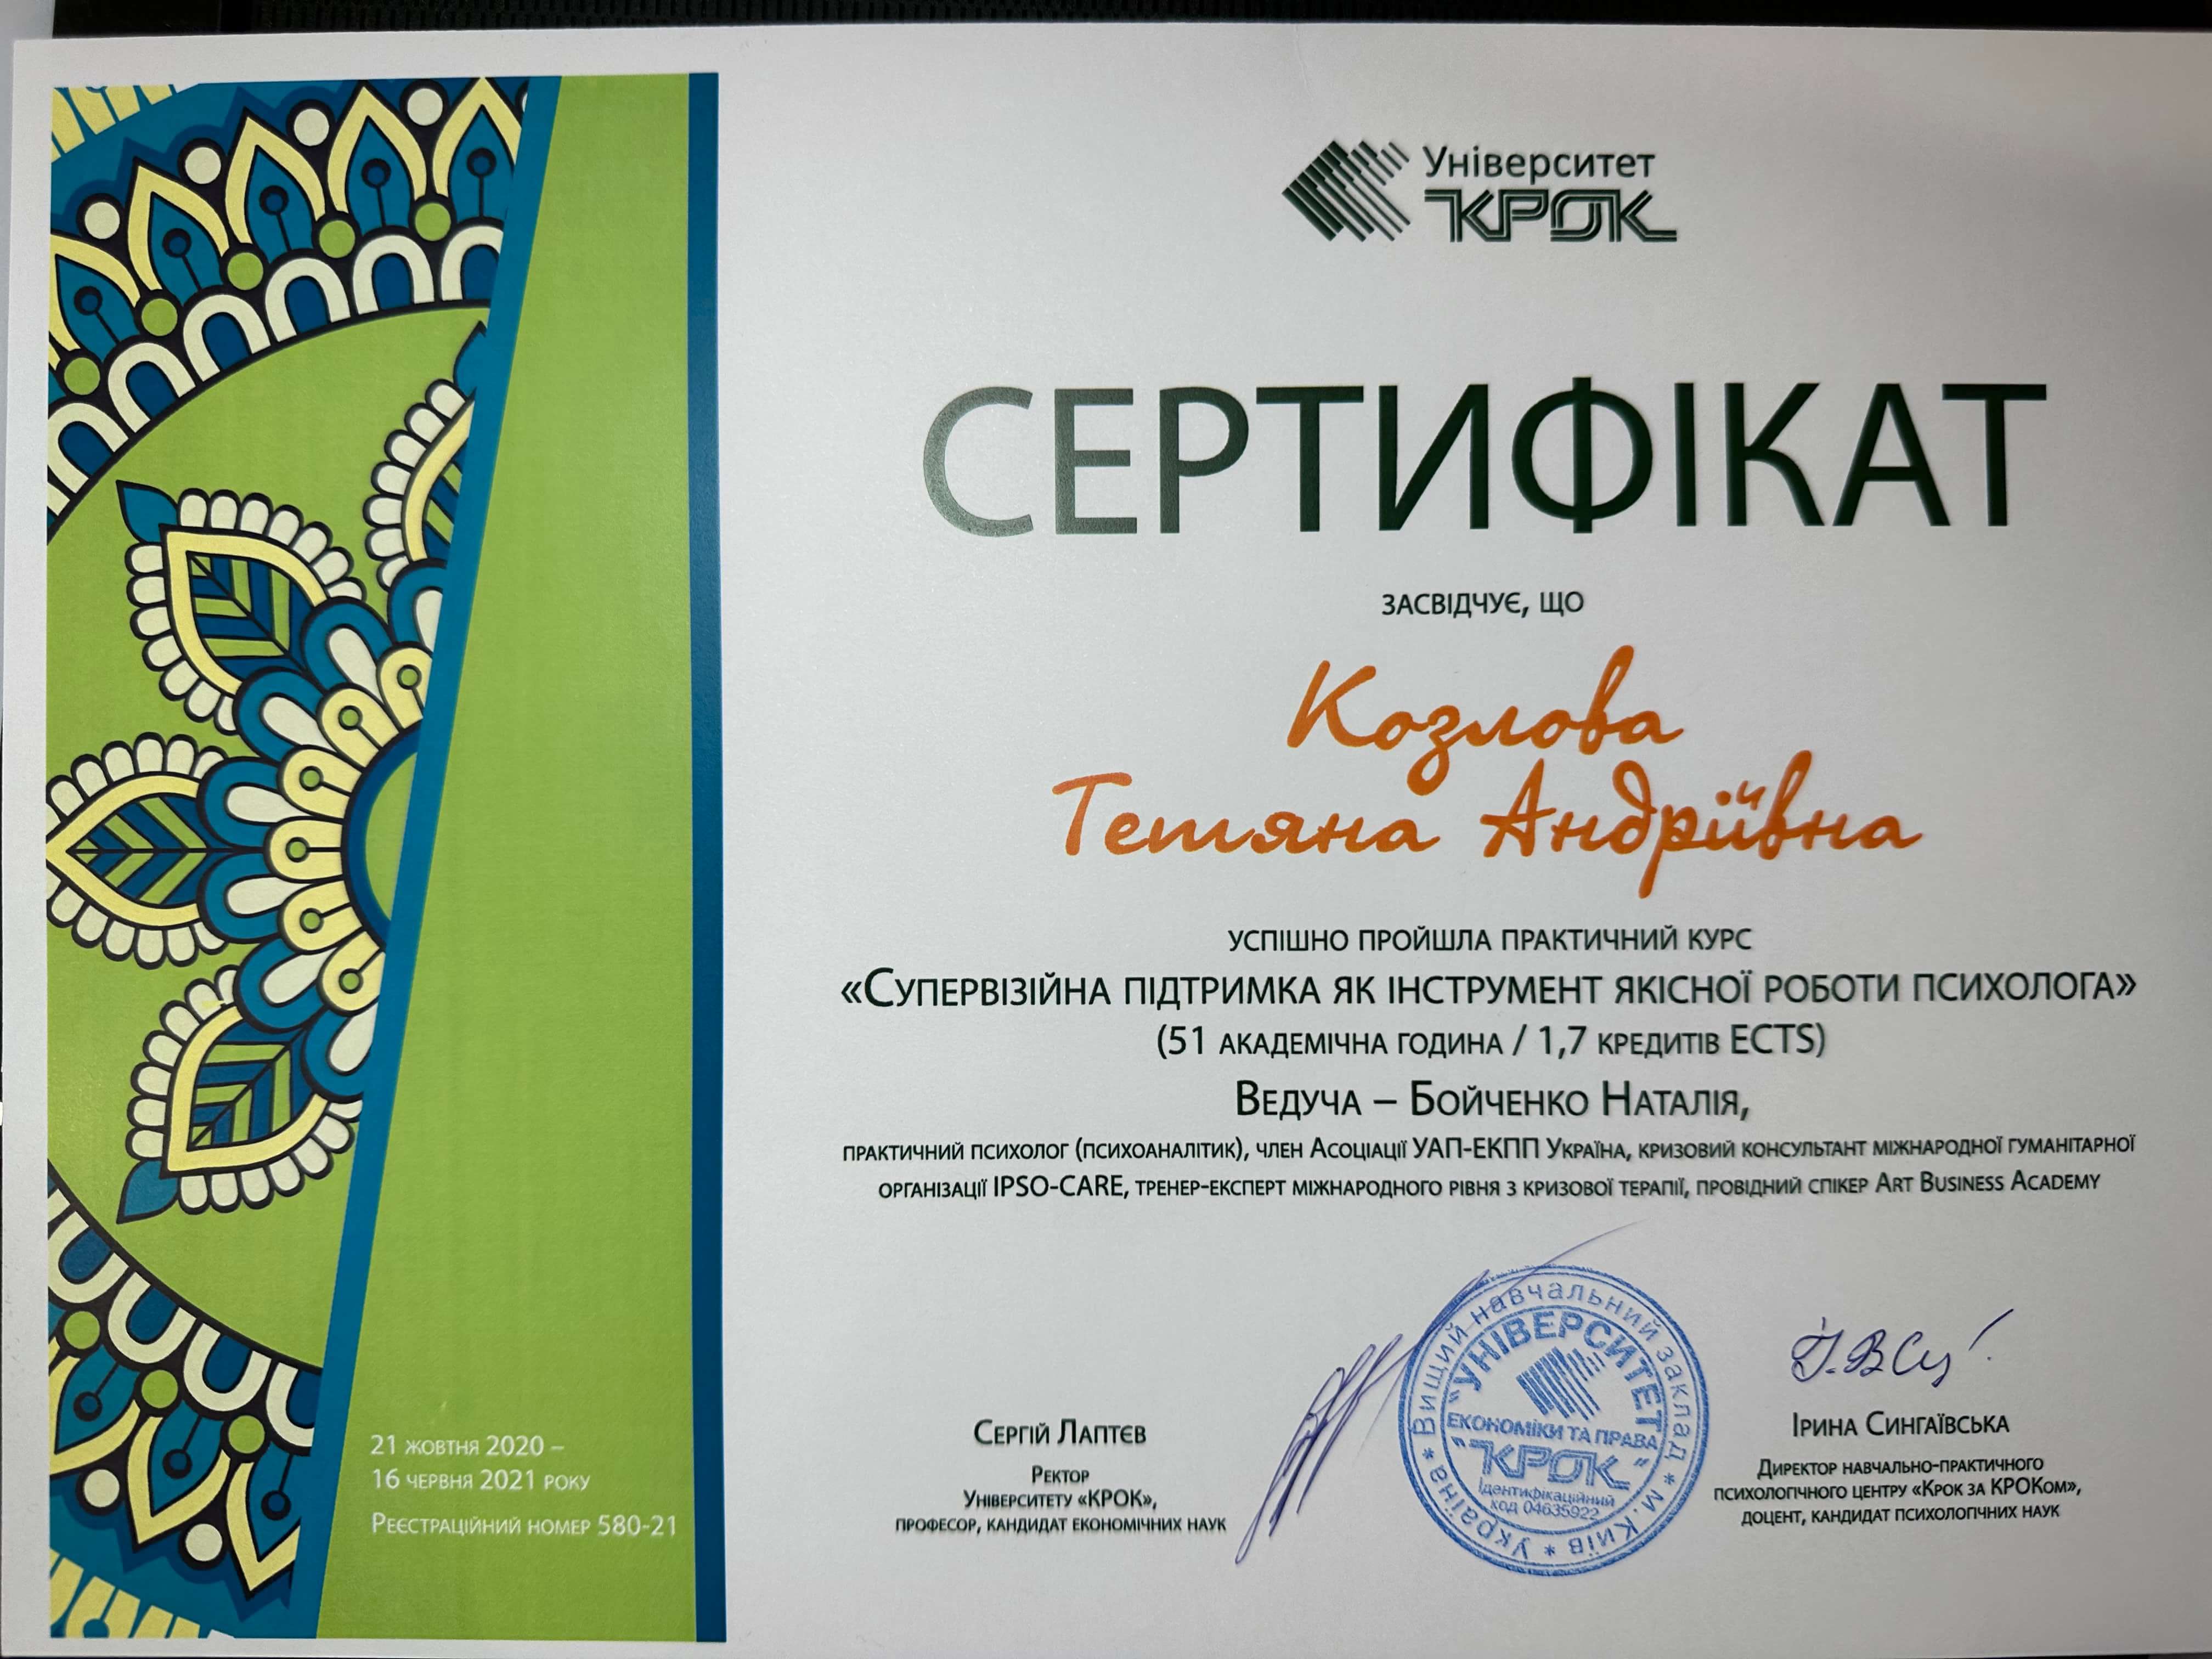 Університет
КРОК
СЕРТИФІКАТ
ЗАСВІДЧУЄ, ЩО
Козлова
Тетяна Андріївна
УСПІШНО ПРОЙШЛА ПРАКТИЧНИЙ КУРС
«СУПЕРВІЗІЙНА ПІДТРИМКА ЯК ІНСТРУМЕНТ ЯКІСНОЇ РОБОТИ ПСИХОЛОГА»
(51 АКАДЕМІЧНА ГОДИНА / 1,7 КРЕДИТІВ ECTS)
ВЕДУЧА – БОЙЧЕНКО НАТАЛІЯ,
ПРАКТИЧНИЙ ПСИХОЛОГ (ПСИХОАНАЛІТИК), ЧЛЕН АСОЦІАЦІЇ УАП-ЕКПП УКРАЇНА, КРИЗОВИЙ КОНСУЛЬТАНТ МІЖНАРОДНОЇ ГУМАНІТАРНОЇ
ОРГАНІЗАЦІЇ IPSO-CARE, ТРЕНЕР-ЕКСПЕРТ МІЖНАРОДНОГО РІВНЯ З КРИЗОВОЇ ТЕРАПІЇ, ПРОВІДНИЙ СПІКЕР ART BUSINESS ACADEMY
СЕРГІЙ ЛАПТЄВ
РЕКТОР
УНІВЕРСИТЕТУ «КРОК»,
ПРОФЕСОР, КАНДИДАТ ЕКОНОМІЧНИХ НАУК
Україна * Вищий навчальний заклад * м. Київ *
"УНІВЕРСИТЕТ
ЕКОНОМІКИ ТА ПРАВА
"КРОК"
Ідентифікаційний
код 04635922
ІРИНА СИНГАЇВСЬКА
ДИРЕКТОР НАВЧАЛЬНО-ПРАКТИЧНОГО
ПСИХОЛОГІЧНОГО ЦЕНТРУ «КРОК ЗА КРОКОМ»,
ДОЦЕНТ, КАНДИДАТ ПСИХОЛОГІЧНИХ НАУК
21 ЖОВТНЯ 2020 –
16 ЧЕРВНЯ 2021 РОКУ
РЕЄСТРАЦІЙНИЙ НОМЕР 580-21